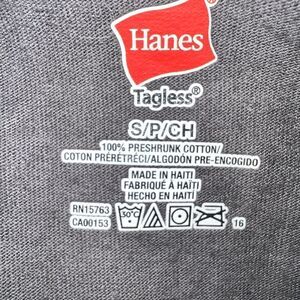 Hanes
Tagless®
S/P/CH
100% PRESHRUNK COTTON/
COTON PRÉRÉTRÉCI/ALGODÓN PRE-ENCOGIDO
MADE IN HAITI
FABRIQUÉ À HAÏTI
HECHO EN HAITI
RN15763
CA00153
50°C
16